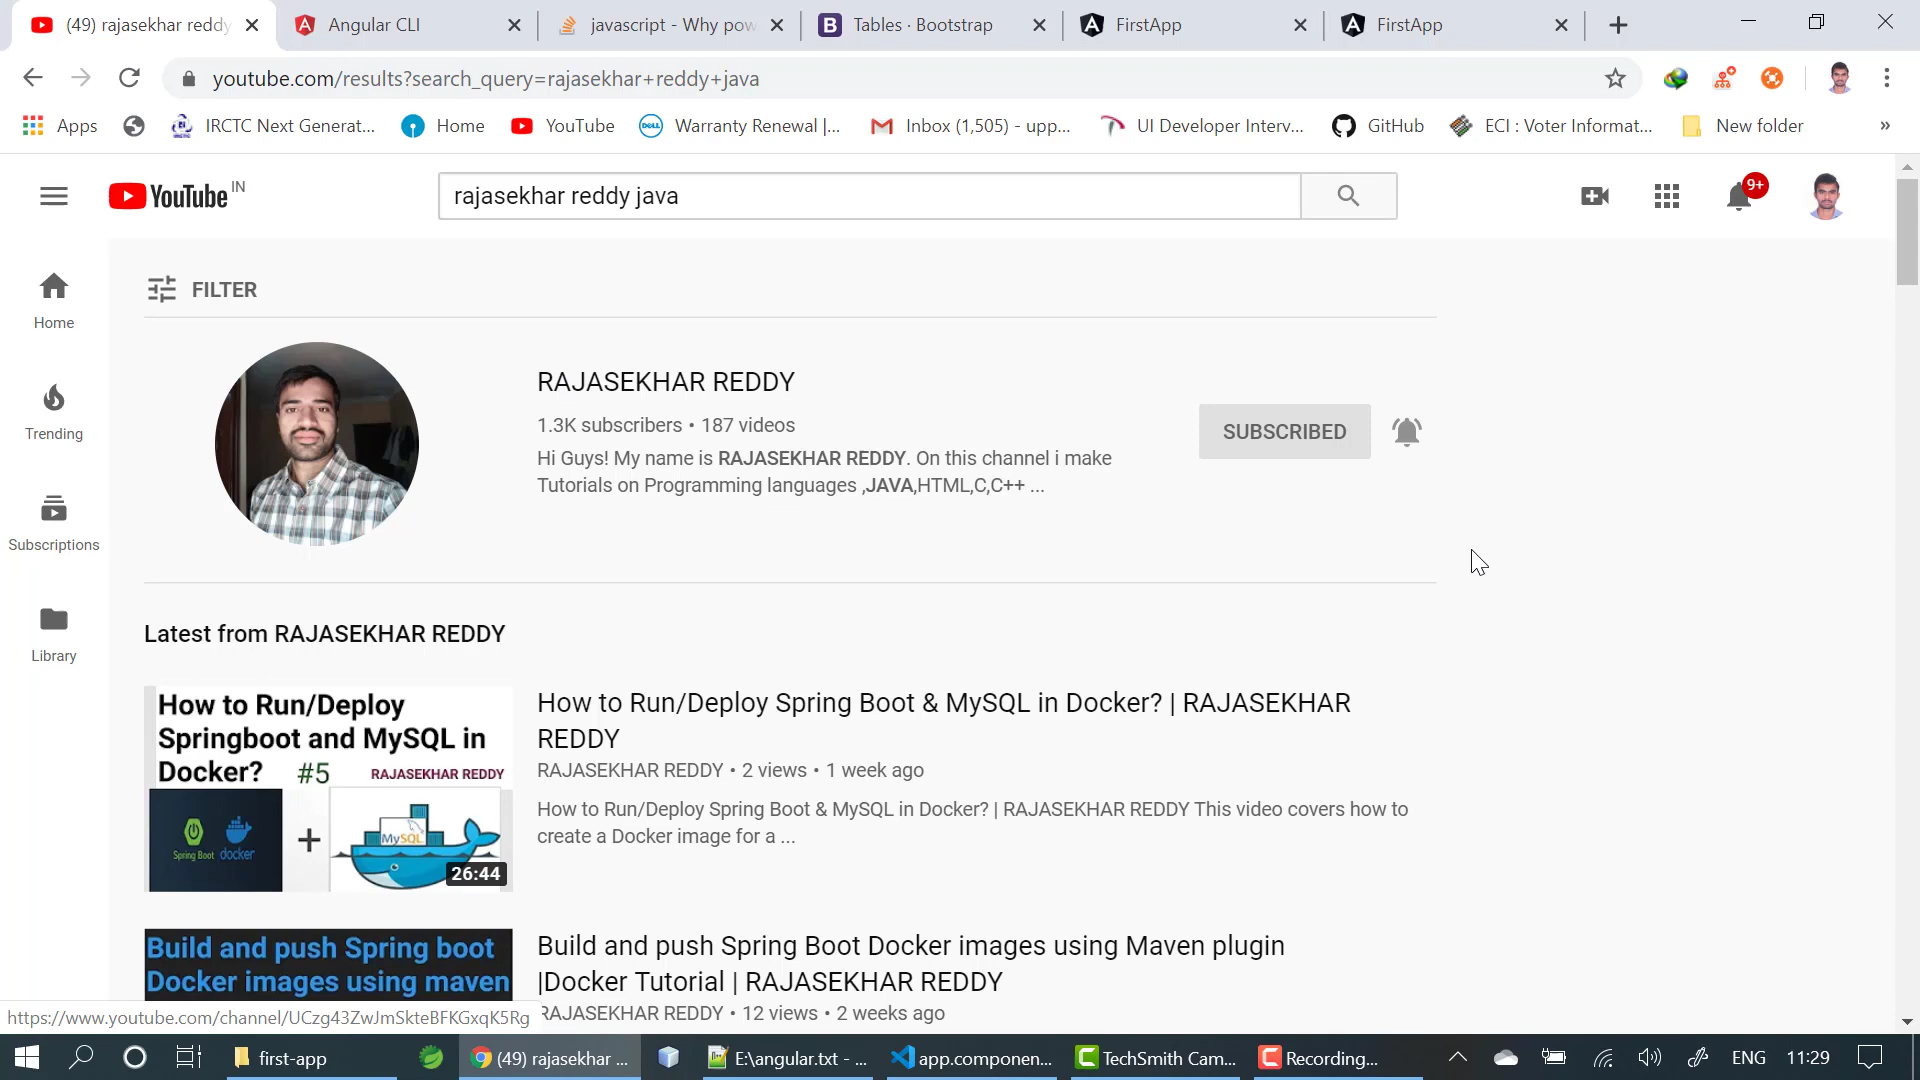 (49) rajasekhar reddy
Angular CLI
javascript - Why pow
B Tables · Bootstrap
FirstApp
FirstApp
youtube.com/results?search_query=rajasekhar+reddy+java
Apps
IRCTC Next Generat...
Home
YouTube
Warranty Renewal |...
Inbox (1,505) - upp...
UI Developer Interv...
GitHub
ECI : Voter Informat...
New folder
»
YouTube IN
rajasekhar reddy java
9+
Home
Trending
Subscriptions
Library
FILTER
RAJASEKHAR REDDY
1.3K subscribers • 187 videos
Hi Guys! My name is RAJASEKHAR REDDY. On this channel i make
Tutorials on Programming languages ,JAVA,HTML,C,C++ ...
SUBSCRIBED
Latest from RAJASEKHAR REDDY
How to Run/Deploy
Springboot and MySQL in
Docker? #5 RAJASEKHAR REDDY
Spring Boot docker + MySQL
26:44
How to Run/Deploy Spring Boot & MySQL in Docker? | RAJASEKHAR
REDDY
RAJASEKHAR REDDY • 2 views • 1 week ago
How to Run/Deploy Spring Boot & MySQL in Docker? | RAJASEKHAR REDDY This video covers how to
create a Docker image for a ...
Build and push Spring boot
Docker images using maven
Build and push Spring Boot Docker images using Maven plugin
|Docker Tutorial | RAJASEKHAR REDDY
RAJASEKHAR REDDY • 12 views • 2 weeks ago
https://www.youtube.com/channel/UCzg43ZwJmSkteBFKGxqK5Rg
first-app
(49) rajasekhar ...
E:\angular.txt - ...
app.componen...
TechSmith Cam...
Recording...
ENG
11:29